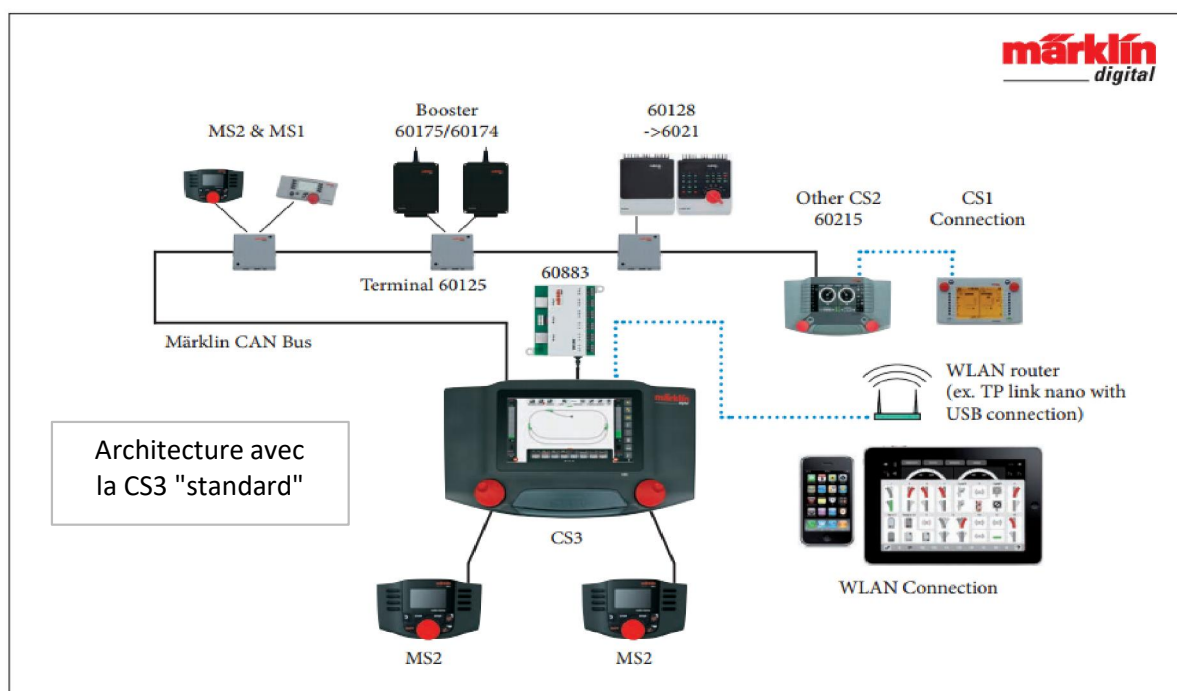 märklin
digital
MS2 & MS1
Booster
60175/60174
60128
->6021
Other CS2
60215
CS1
Connection
Terminal 60125
60883
Märklin CAN Bus
WLAN router
(ex. TP link nano with
USB connection)
Architecture avec
la CS3 "standard"
märklin
CS3
WLAN Connection
MS2
MS2